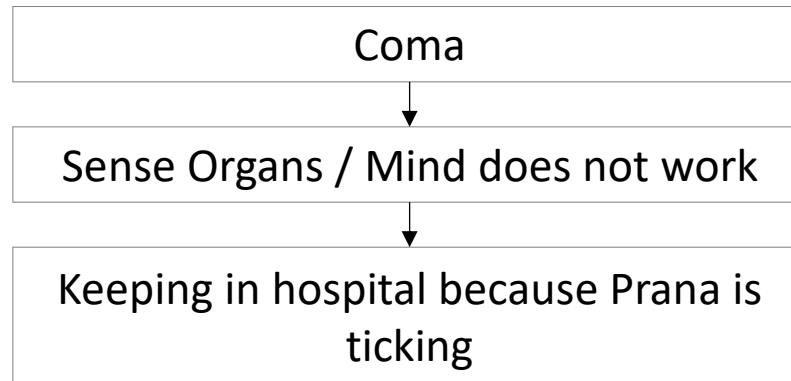 Coma
Sense Organs / Mind does not work
Keeping in hospital because Prana is
ticking